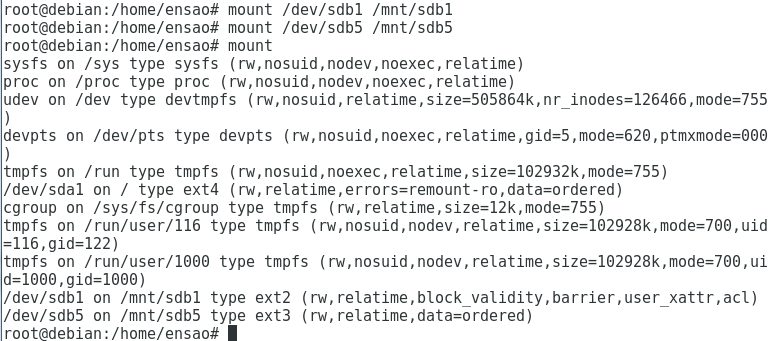 root@debian:/home/ensao# mount /dev/sdb1 /mnt/sdb1
root@debian:/home/ensao# mount /dev/sdb5 /mnt/sdb5
root@debian:/home/ensao# mount
sysfs on /sys type sysfs (rw,nosuid,nodev,noexec,relatime)
proc on /proc type proc (rw,nosuid,nodev,noexec,relatime)
udev on /dev type devtmpfs (rw,nosuid,relatime,size=505864k,nr_inodes=126466,mode=755
)
devpts on /dev/pts type devpts (rw,nosuid,noexec,relatime,gid=5,mode=620,ptmxmode=000
)
tmpfs on /run type tmpfs (rw,nosuid,noexec,relatime,size=102932k,mode=755)
/dev/sda1 on / type ext4 (rw,relatime,errors=remount-ro,data=ordered)
cgroup on /sys/fs/cgroup type tmpfs (rw,relatime,size=12k,mode=755)
tmpfs on /run/user/116 type tmpfs (rw,nosuid,nodev,relatime,size=102928k,mode=700,uid
=116,gid=122)
tmpfs on /run/user/1000 type tmpfs (rw,nosuid,nodev,relatime,size=102928k,mode=700,ui
d=1000,gid=1000)
/dev/sdb1 on /mnt/sdb1 type ext2 (rw,relatime,block_validity,barrier,user_xattr,acl)
/dev/sdb5 on /mnt/sdb5 type ext3 (rw,relatime,data=ordered)
root@debian:/home/ensao#